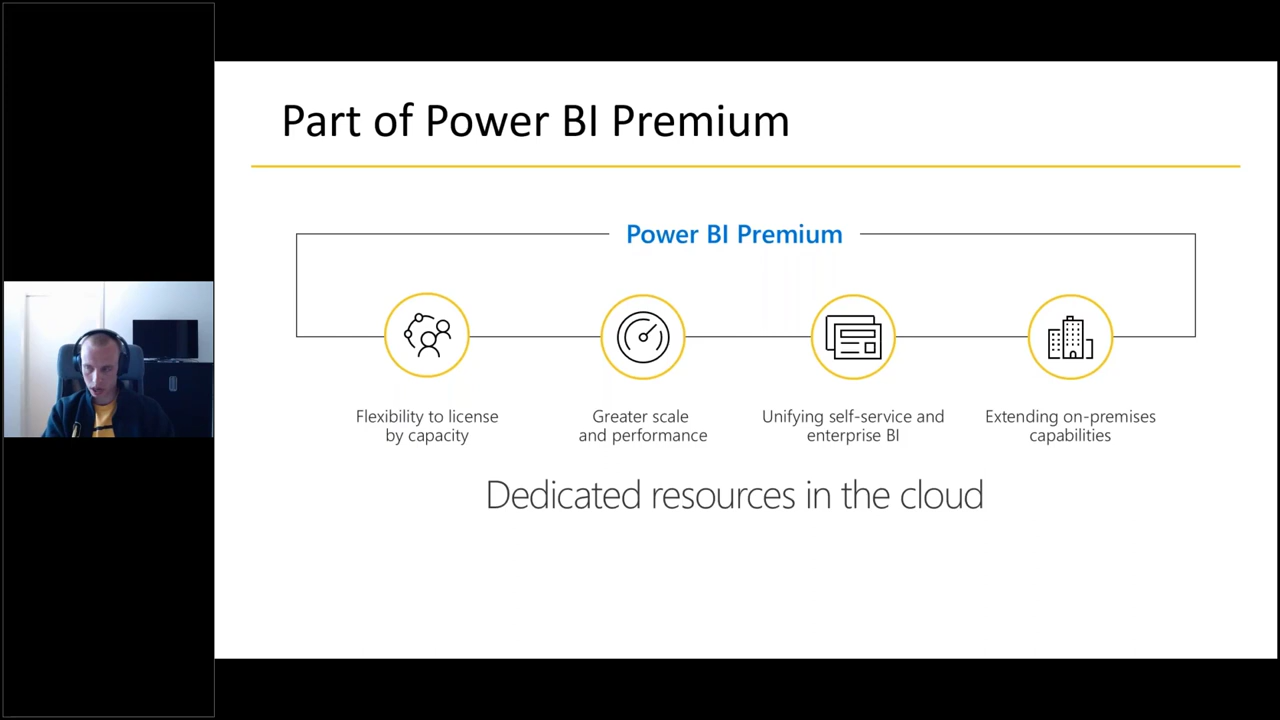 Part of Power BI Premium
Power BI Premium
Flexibility to license
by capacity
Greater scale
and performance
Unifying self-service and
enterprise BI
Extending on-premises
capabilities
Dedicated resources in the cloud